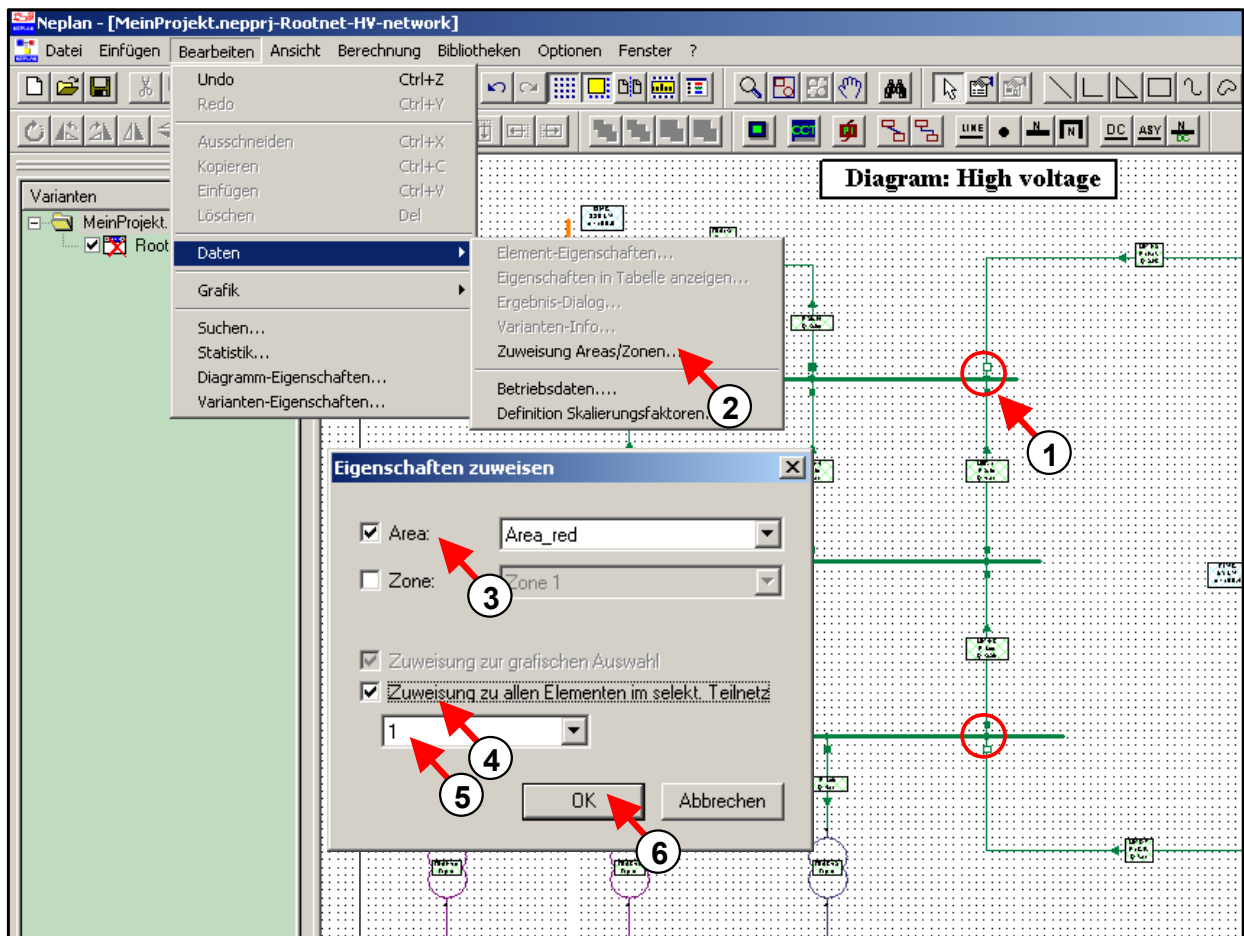 Neplan - [MeinProjekt.nepprj-Rootnet-HV-network]
Datei Einfügen Bearbeiten Ansicht Berechnung Bibliotheken Optionen Fenster ?
Undo Ctrl+Z
Redo Ctrl+Y
Ausschneiden Ctrl+X
Kopieren Ctrl+C
Einfügen Ctrl+V
Löschen Del
Daten
Grafik
Suchen...
Statistik...
Diagramm-Eigenschaften...
Varianten-Eigenschaften...
Element-Eigenschaften...
Eigenschaften in Tabelle anzeigen...
Ergebnis-Dialog...
Varianten-Info...
Zuweisung Areas/Zonen...
Betriebsdaten....
Definition Skalierungsfaktoren.
CCT
PI
LINE
N
N
DC
ASY
N
DC
Varianten
MeinProjekt.
Root
Diagram: High voltage
1
2
Eigenschaften zuweisen
Area: Area_red
Zone: Zone 1
3
Zuweisung zur grafischen Auswahl
Zuweisung zu allen Elementen im selekt. Teilnetz
1
4
5
OK Abbrechen
6